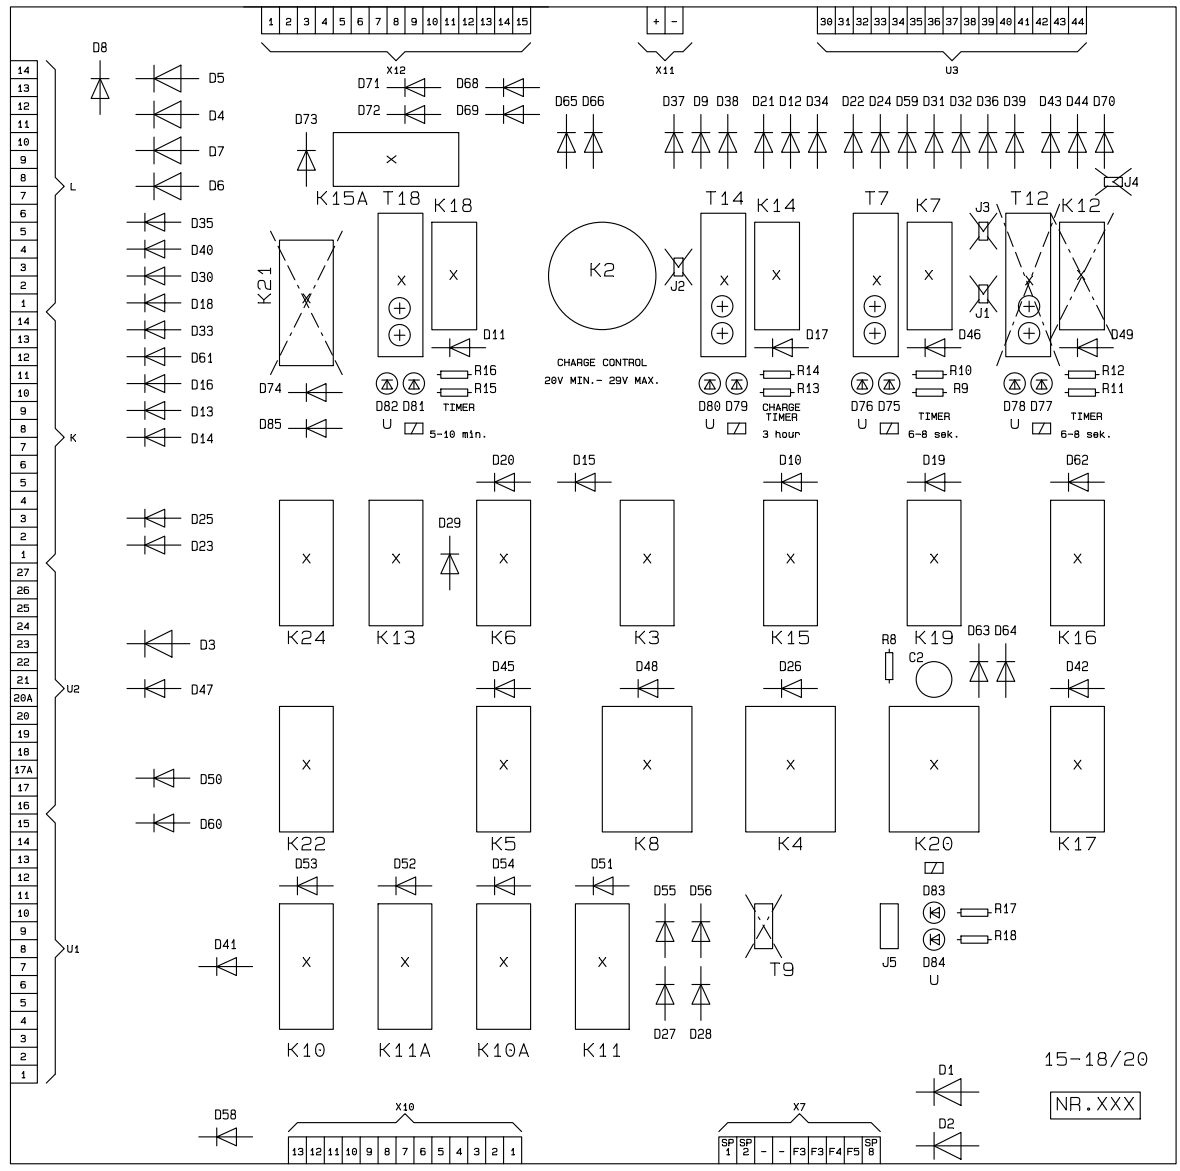 1 2 3 4 5 6 7 8 9 10 11 12 13 14 15
+ -
30 31 32 33 34 35 36 37 38 39 40 41 42 43 44
X12
X11
U3
D8
14
13
12
11
10
9
8
7
6
5
4
3
2
1
L
14
13
12
11
10
9
8
7
6
5
4
3
2
1
K
27
26
25
24
23
22
21
20A
20
19
18
17A
17
16
U2
15
14
13
12
11
10
9
8
7
6
5
4
3
2
1
U1
D5
D4
D7
D6
D35
D40
D30
D18
D33
D61
D16
D13
D14
D25
D23
D3
D47
D50
D60
D41
D58
D71 D68
D72 D69
D73
D65 D66
D37 D9 D38 D21 D12 D34 D22 D24 D59 D31 D32 D36 D39 D43 D44 D70
X
J4
K15A T18 K18
T14 K14 T7 K7 J3 T12 K12
K21 X X X
K2
J2
X X X X X X
J1
D11 D17 D46 D49
CHARGE CONTROL
20V MIN.- 29V MAX.
D74
D85
R16
R15
D82 D81 TIMER
U 5-10 min.
R14
R13
D80 D79 CHARGE
TIMER
U 3 hour
R10
R9
D76 D75 TIMER
U 6-8 sek.
R12
R11
D78 D77 TIMER
U 6-8 sek.
D20 D15 D10 D19 D62
D29
X X X X X X X
K24 K13 K6 K3 K15 K19 K16
R8 C2 D63 D64
D45 D48 D26 D42
X X X X X X X
K22 K5 K8 K4 K20 K17
D53 D52 D54 D51 D55 D56 D83
R17
R18
X X X X
T9 J5 D84
U
D27 D28
K10 K11A K10A K11
15-18/20
D1
NR.XXX
D2
X10
X7
13 12 11 10 9 8 7 6 5 4 3 2 1
SP1 SP2 - - F3 F3 F4 F5 SP8